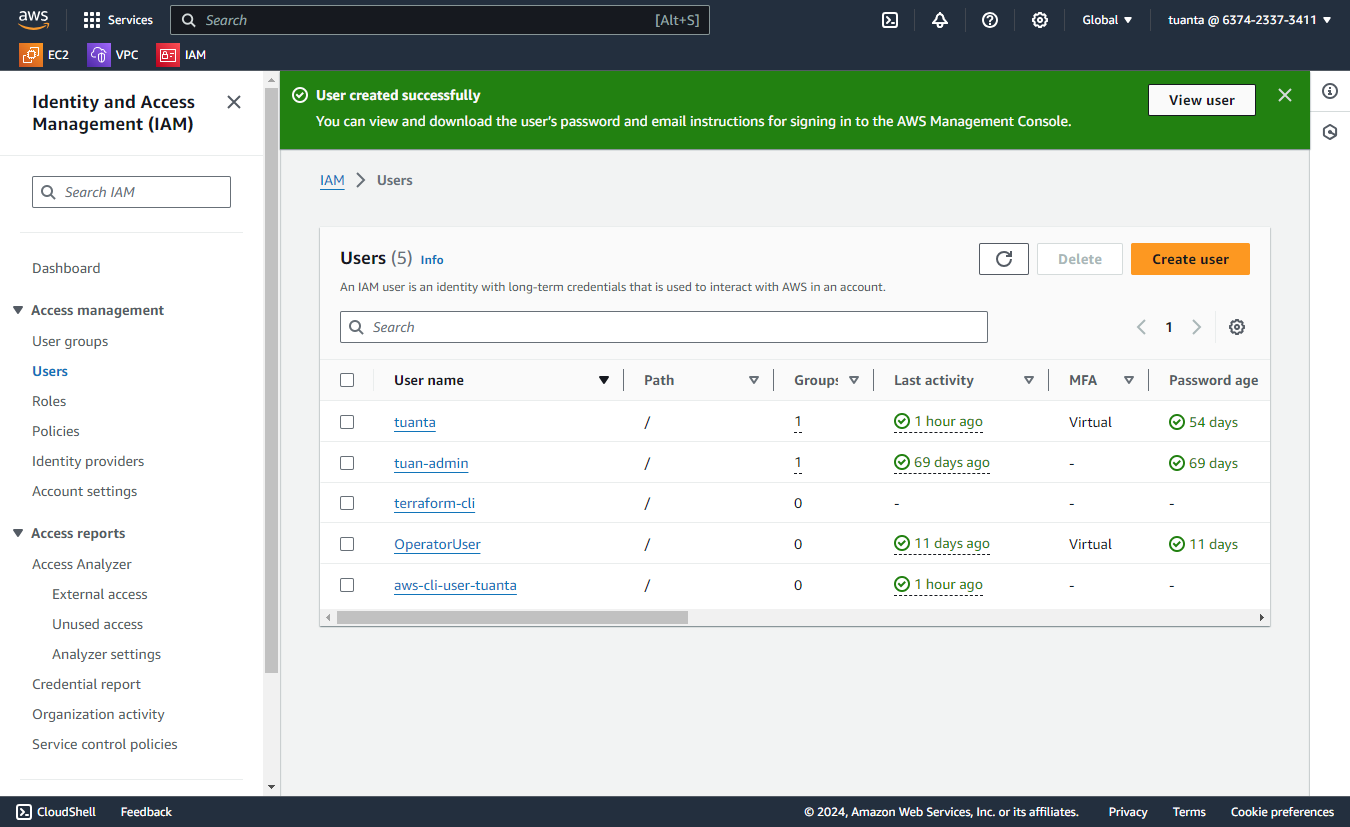 aws Services Search [Alt+S] Global tuanta @ 6374-2337-3411
EC2 VPC IAM
Identity and Access
Management (IAM)
Search IAM
Dashboard
Access management
User groups
Users
Roles
Policies
Identity providers
Account settings
Access reports
Access Analyzer
External access
Unused access
Analyzer settings
Credential report
Organization activity
Service control policies
User created successfully
You can view and download the user's password and email instructions for signing in to the AWS Management Console.
View user
IAM Users
Users (5) Info
Delete Create user
An IAM user is an identity with long-term credentials that is used to interact with AWS in an account.
Search
1
User name Path Groups Last activity MFA Password age
tuanta / 1 1 hour ago Virtual 54 days
tuan-admin / 1 69 days ago - 69 days
terraform-cli / 0 - - -
OperatorUser / 0 11 days ago Virtual 11 days
aws-cli-user-tuanta / 0 1 hour ago - -
CloudShell Feedback © 2024, Amazon Web Services, Inc. or its affiliates. Privacy Terms Cookie preferences